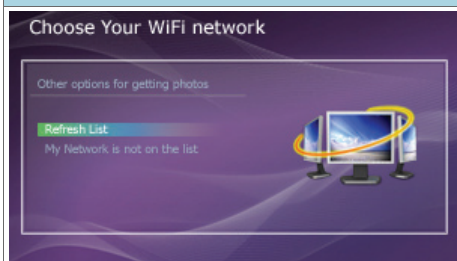 Choose Your WiFi network
Other options for getting photos
Refresh List
My Network is not on the list